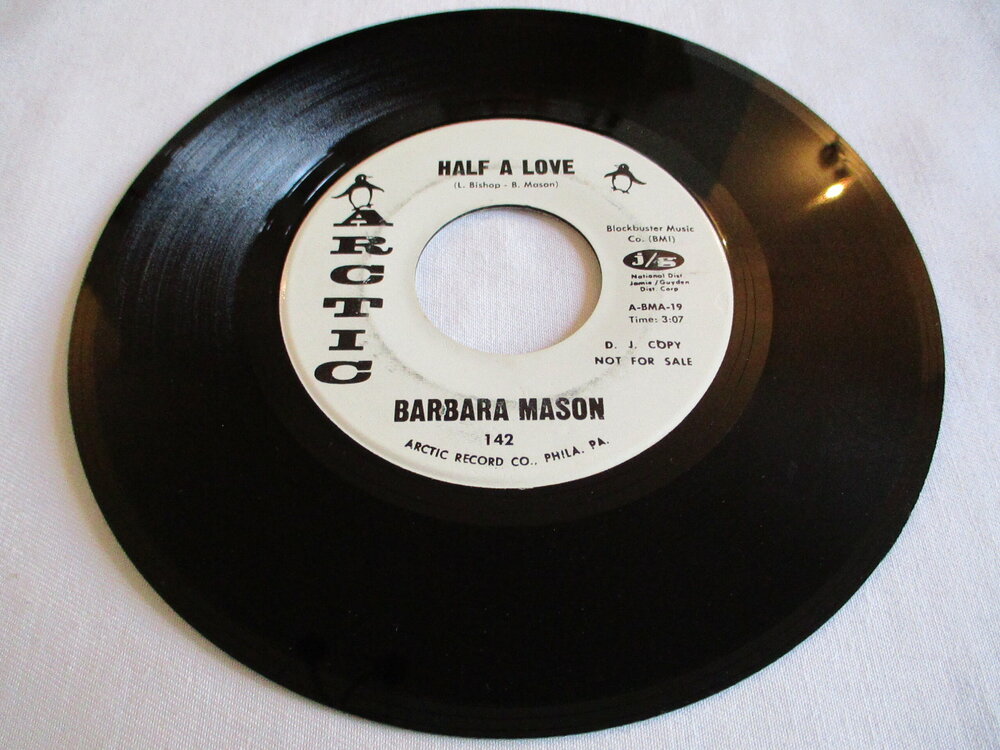 HALF A LOVE
(L. Bishop - B. Mason)
ARCTIC
Blockbuster Music
Co. (BMI)
j/g
National Dist
Jamie/Guyden
Dist. Corp
A-BMA-19
Time: 3:07
D. J. COPY
NOT FOR SALE
BARBARA MASON
142
ARCTIC RECORD CO., PHILA. PA.